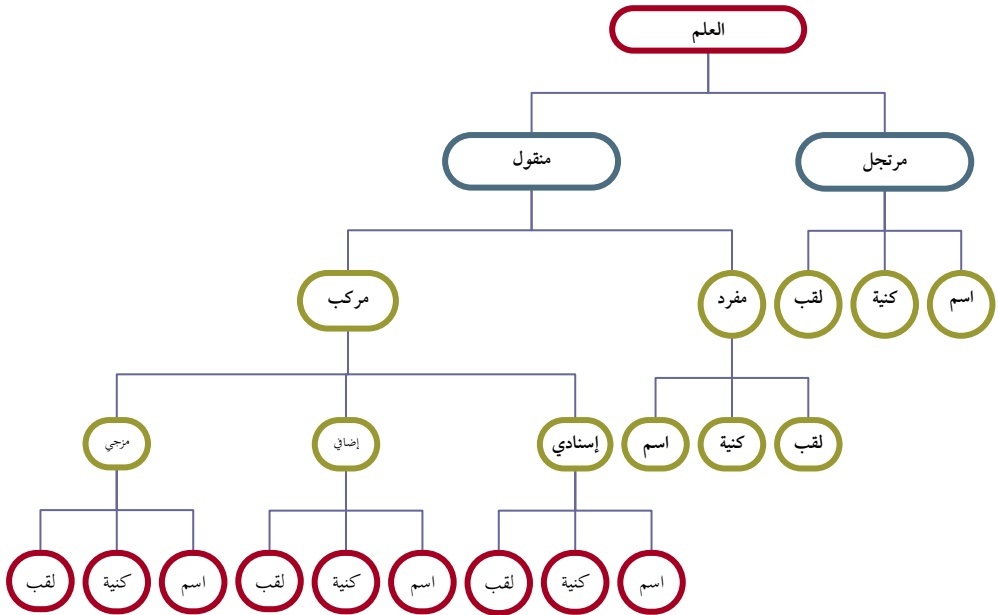 العلم
مرتجل
منقول
اسم
كنية
لقب
مفرد
مركب
لقب
كنية
اسم
إسنادي
إضافي
مزجي
اسم
كنية
لقب
اسم
كنية
لقب
اسم
كنية
لقب